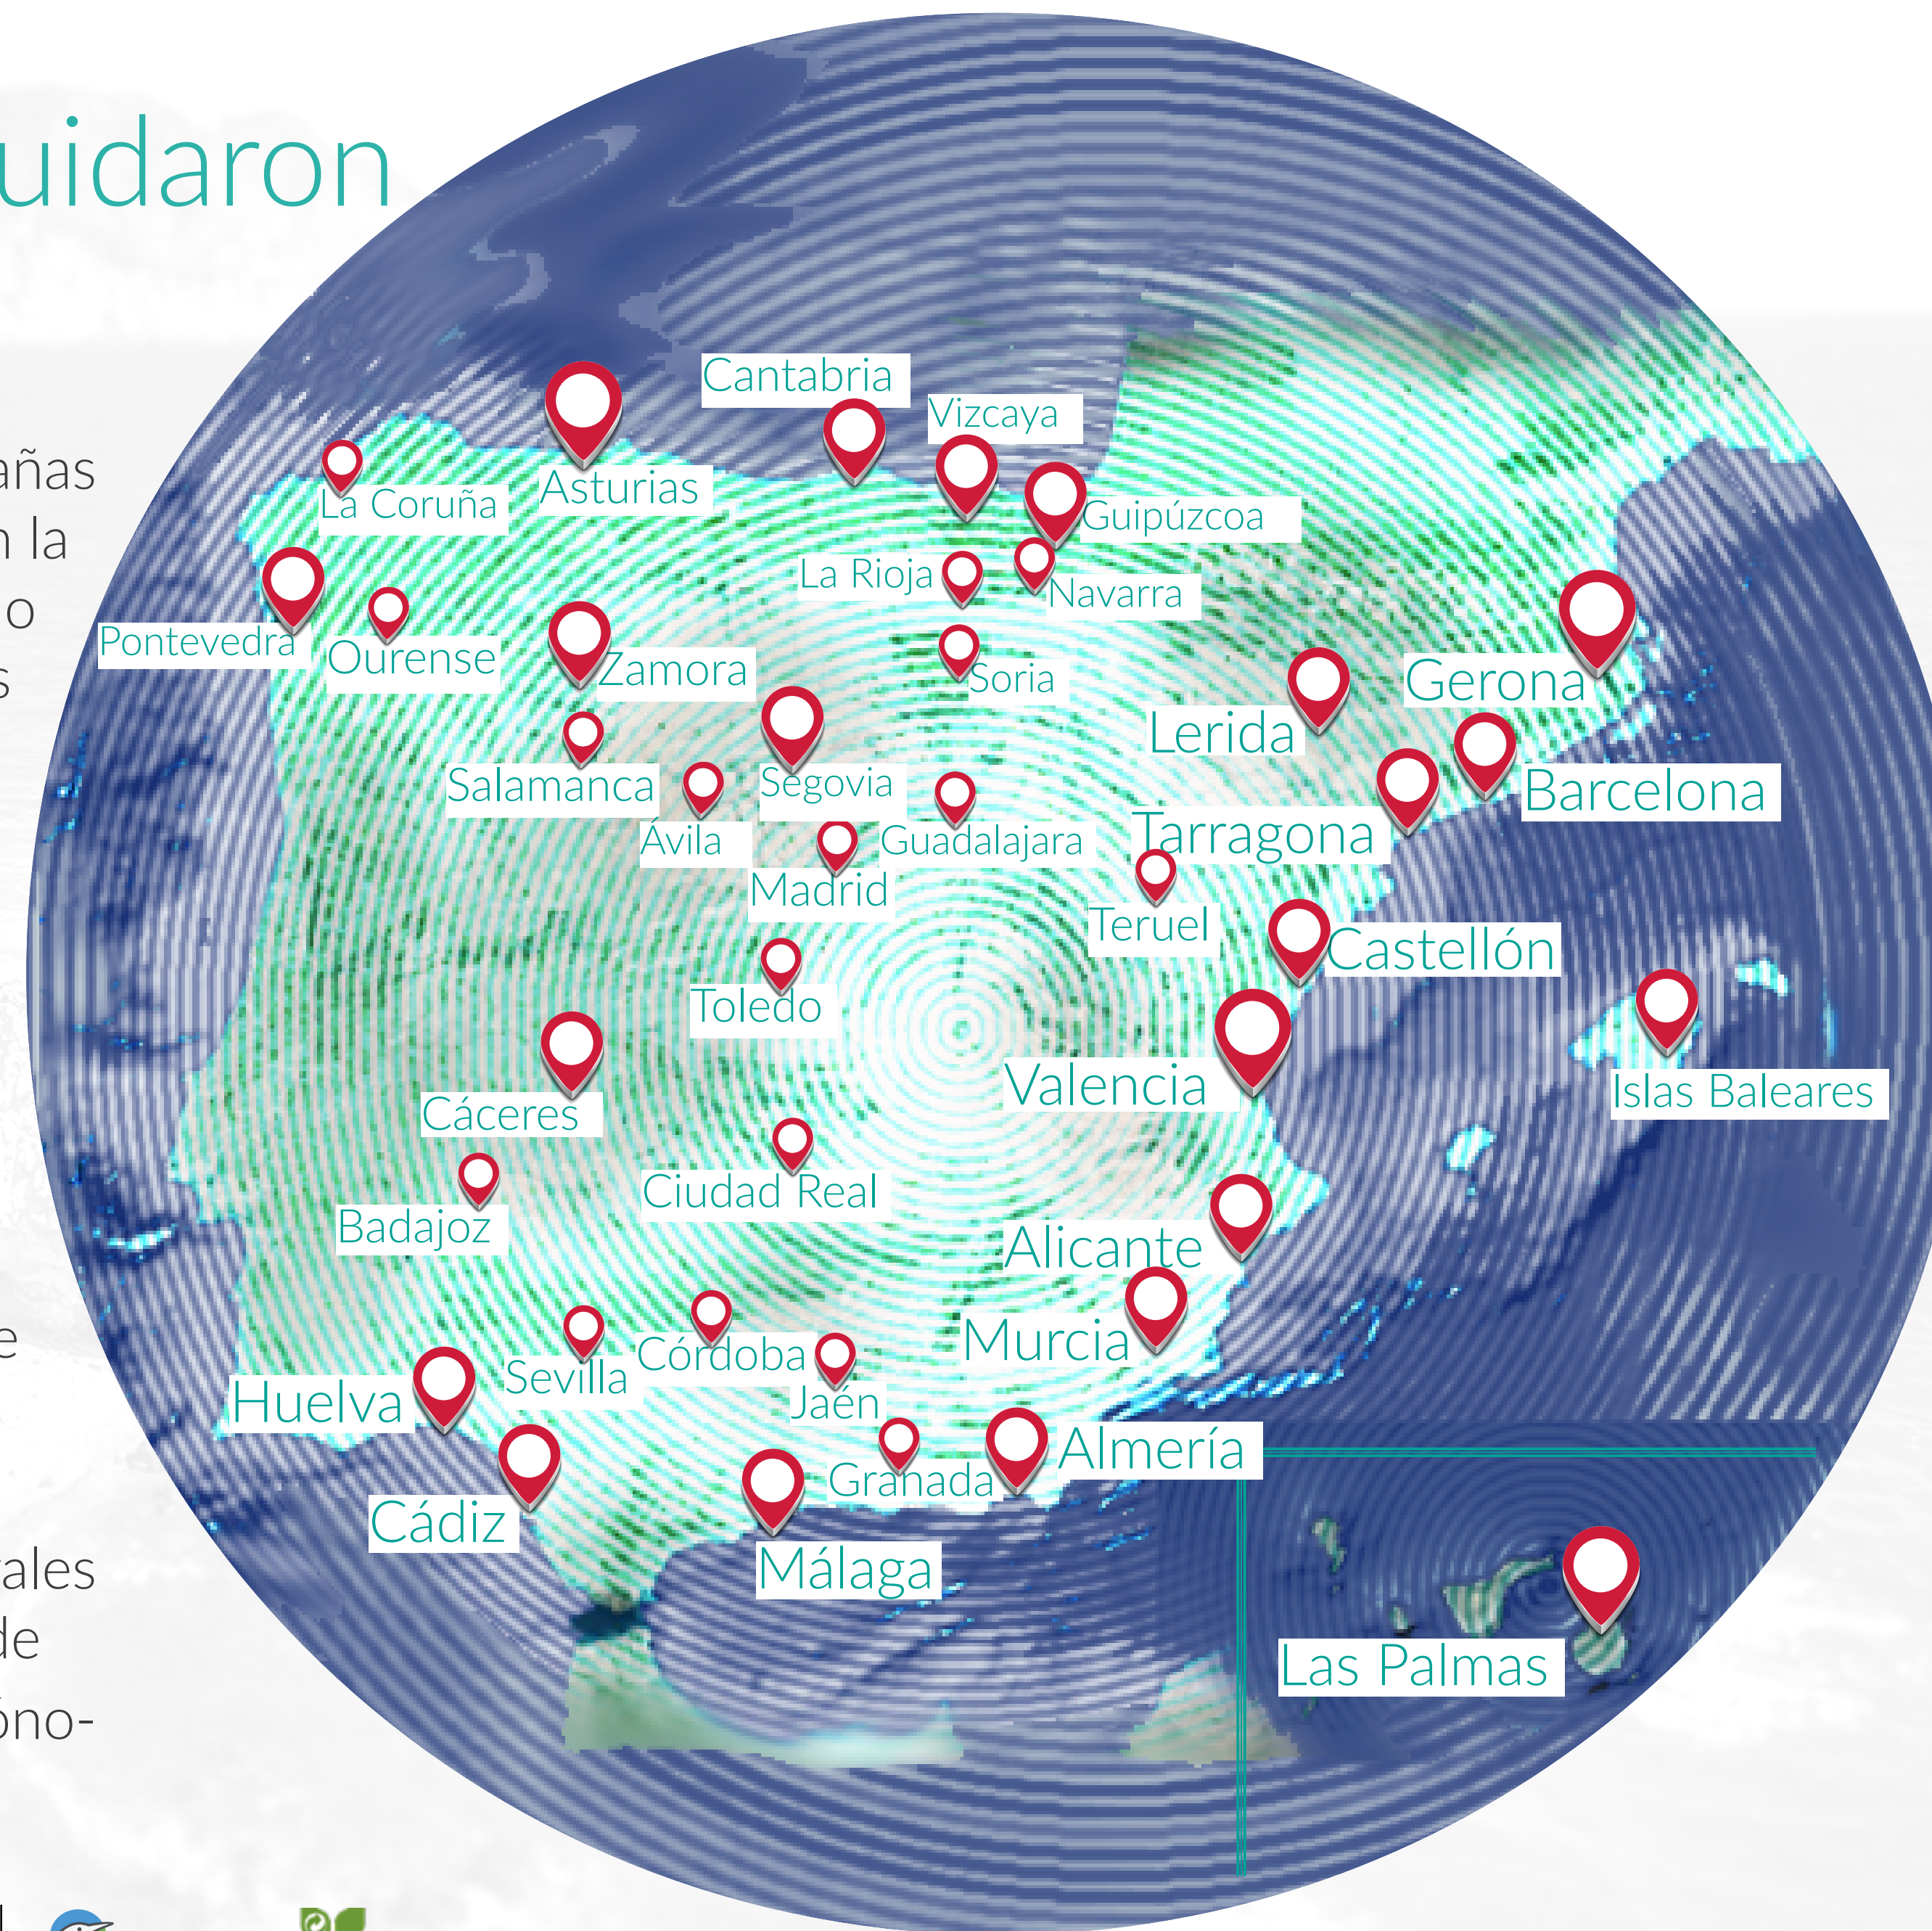 uidaron
Cantabria
Vizcaya
añas
La Coruña
Asturias
Guipúzcoa
n la
La Rioja
Navarra
o
Pontevedra
Ourense
Zamora
Soria
Gerona
s
Lerida
Salamanca
Segovia
Barcelona
Ávila
Guadalajara
Tarragona
Madrid
Teruel
Castellón
Toledo
Valencia
Islas Baleares
Cáceres
Ciudad Real
Badajoz
Alicante
e
Murcia
Córdoba
Sevilla
Huelva
Jaén
Almería
Granada
Cádiz
Málaga
rales
de
Las Palmas
óno-